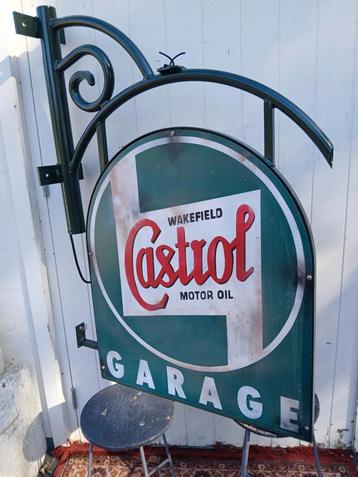 WAKEFIELD
Castrol
MOTOR OIL
GARAGE